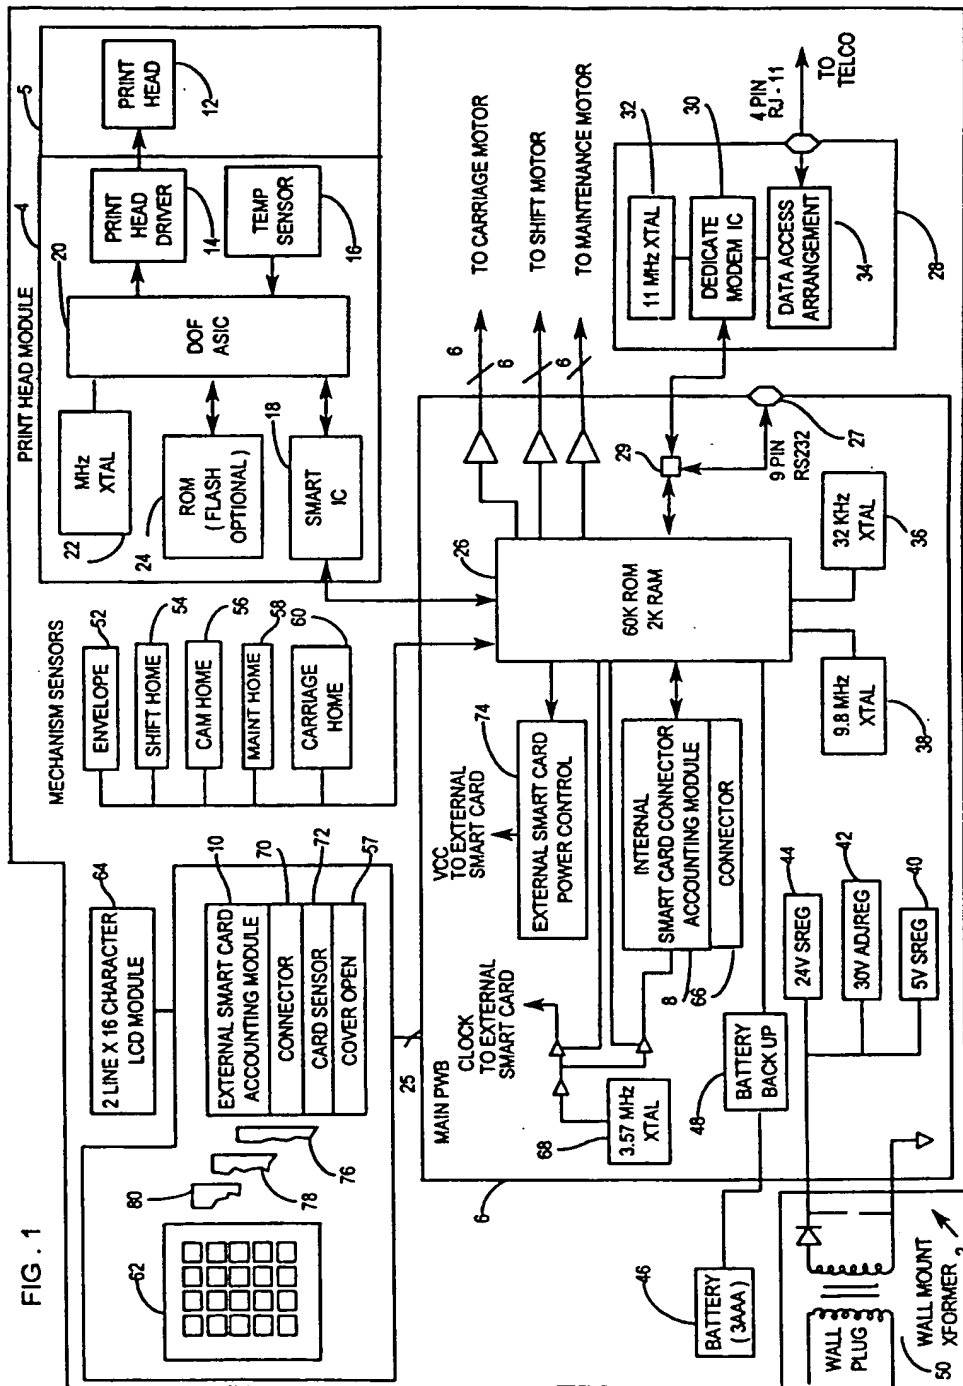 FIG. 1
62
80
78
76
2 LINE X 16 CHARACTER
LCD MODULE
64
EXTERNAL SMART CARD
ACCOUNTING MODULE
10
CONNECTOR
70
CARD SENSOR
72
COVER OPEN
57
25
MECHANISM SENSORS
ENVELOPE
52
SHIFT HOME
54
CAM HOME
56
MAINT HOME
58
CARRIAGE
HOME
60
PRINT HEAD MODULE
4
5
MHz
XTAL
22
ROM
( FLASH
OPTIONAL )
24
SMART
IC
18
DOF
ASIC
20
PRINT
HEAD
DRIVER
14
TEMP
SENSOR
16
PRINT
HEAD
12
MAIN PWB
6
CLOCK
TO EXTERNAL
SMART CARD
VCC
TO EXTERNAL
SMART CARD
EXTERNAL SMART CARD
POWER CONTROL
74
60K ROM
2K RAM
26
6
6
6
TO CARRIAGE MOTOR
TO SHIFT MOTOR
TO MAINTENANCE MOTOR
3.57 MHz
XTAL
68
INTERNAL
SMART CARD CONNECTOR
ACCOUNTING MODULE
8
CONNECTOR
66
29
9 PIN
RS232
27
11 MHz XTAL
32
DEDICATE
MODEM IC
30
DATA ACCESS
ARRANGEMENT
34
28
4 PIN
RJ - 11
TO
TELCO
BATTERY
BACK UP
48
BATTERY
( 3AAA )
46
9.8 MHz
XTAL
38
32 KHz
XTAL
36
24V SREG
44
30V ADJREG
42
5V SREG
40
WALL
PLUG
50
WALL MOUNT
XFORMER
2